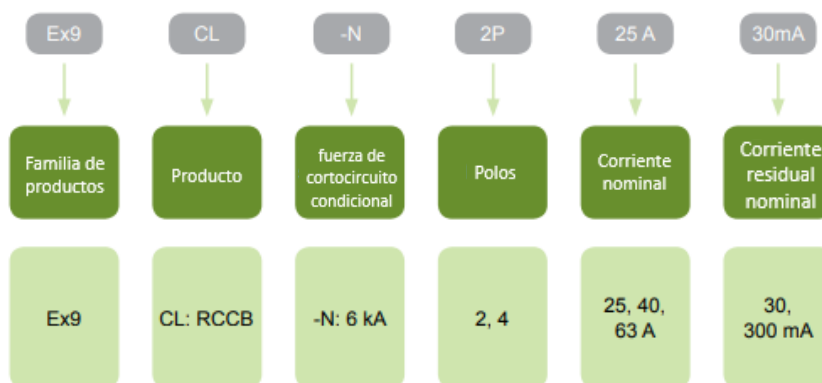 Ex9
CL
-N
2P
25 A
30mA
Familia de
productos
Producto
fuerza de
cortocircuito
condicional
Polos
Corriente
nominal
Corriente
residual
nominal
Ex9
CL: RCCB
-N: 6 kA
2, 4
25, 40,
63 A
30,
300 mA